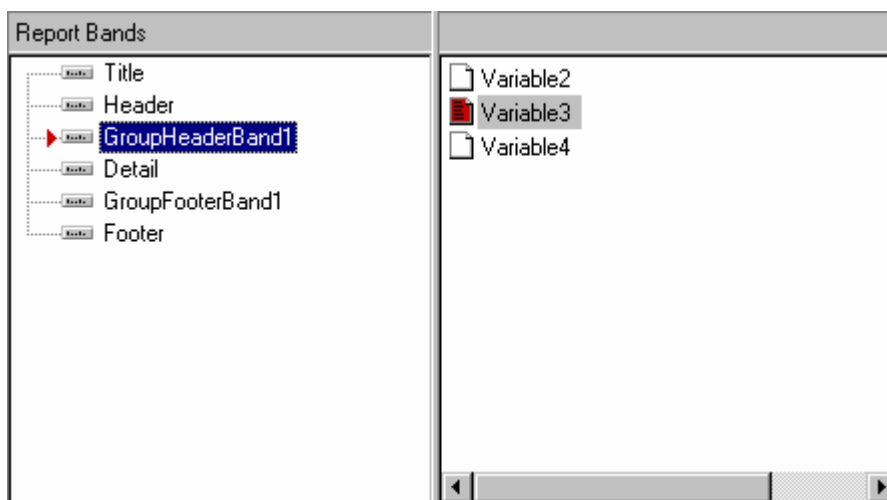 Report Bands
Title
Header
GroupHeaderBand1
Detail
GroupFooterBand1
Footer
Variable2
Variable3
Variable4